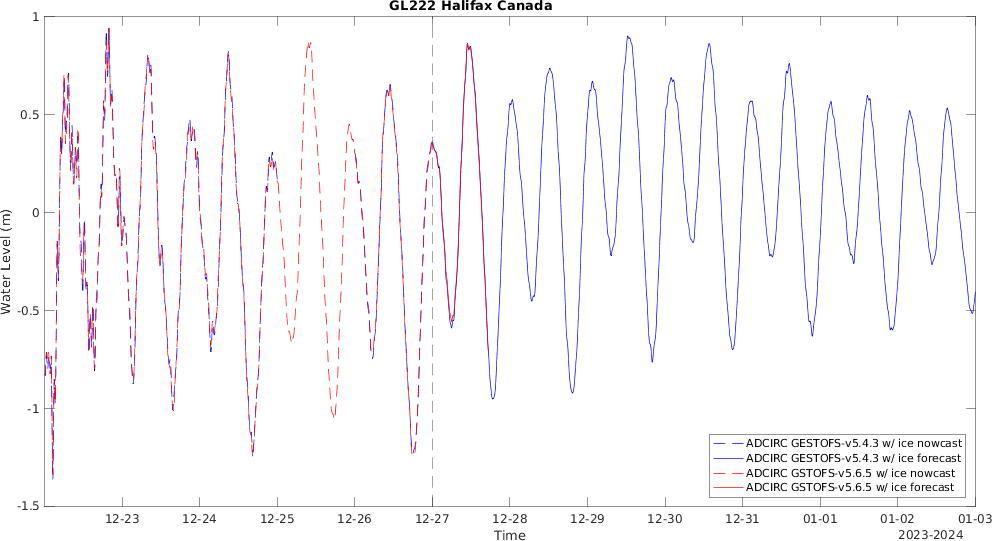 GL222 Halifax Canada
1
0.5
0
-0.5
-1
-1.5
Water Level (m)
ADCIRC GESTOFS-v5.4.3 w/ ice nowcast
ADCIRC GESTOFS-v5.4.3 w/ ice forecast
ADCIRC GSTOFS-v5.6.5 w/ ice nowcast
ADCIRC GSTOFS-v5.6.5 w/ ice forecast
12-23 12-24 12-25 12-26 12-27 12-28 12-29 12-30 12-31 01-01 01-02 01-03
Time
2023-2024